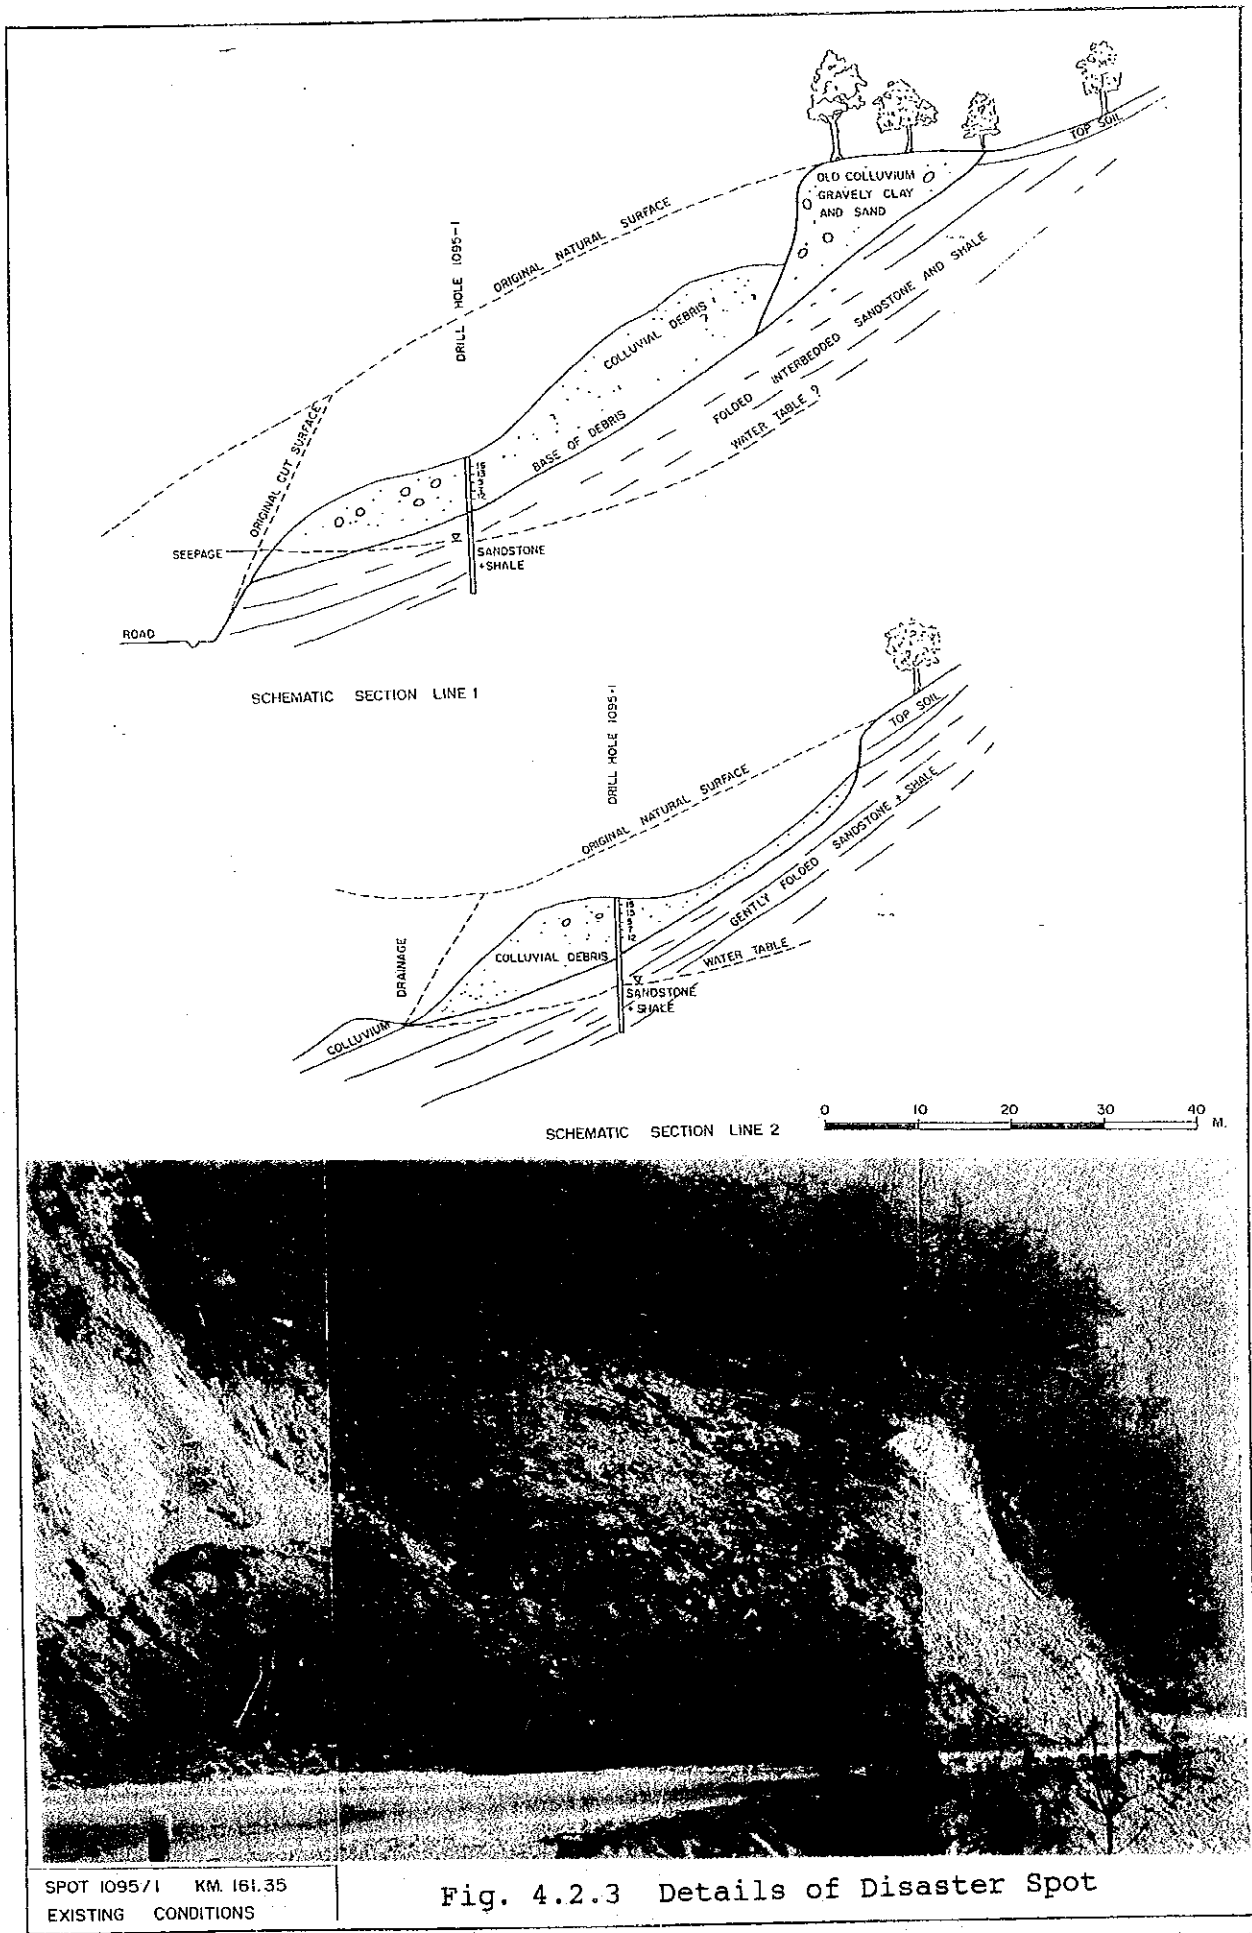 TOP SOIL
OLD COLLUVIUM
GRAVELY CLAY
AND SAND
ORIGINAL NATURAL SURFACE
DRILL HOLE 1095-1
COLLUVIAL DEBRIS
?
FOLDED INTERBEDDED SANDSTONE AND SHALE
WATER TABLE ?
BASE OF DEBRIS
ORIGINAL CUT SURFACE
SEEPAGE
SANDSTONE
+SHALE
ROAD
SCHEMATIC SECTION LINE 1
DRILL HOLE 1095-1
TOP SOIL
ORIGINAL NATURAL SURFACE
GENTLY FOLDED SANDSTONE + SHALE
12
COLLUVIAL DEBRIS
WATER TABLE
DRAINAGE
SANDSTONE
+ SHALE
COLLUVIUM
SCHEMATIC SECTION LINE 2
0 10 20 30 40 M.
SPOT 1095/1 KM. 161.35
EXISTING CONDITIONS
Fig. 4.2.3 Details of Disaster Spot